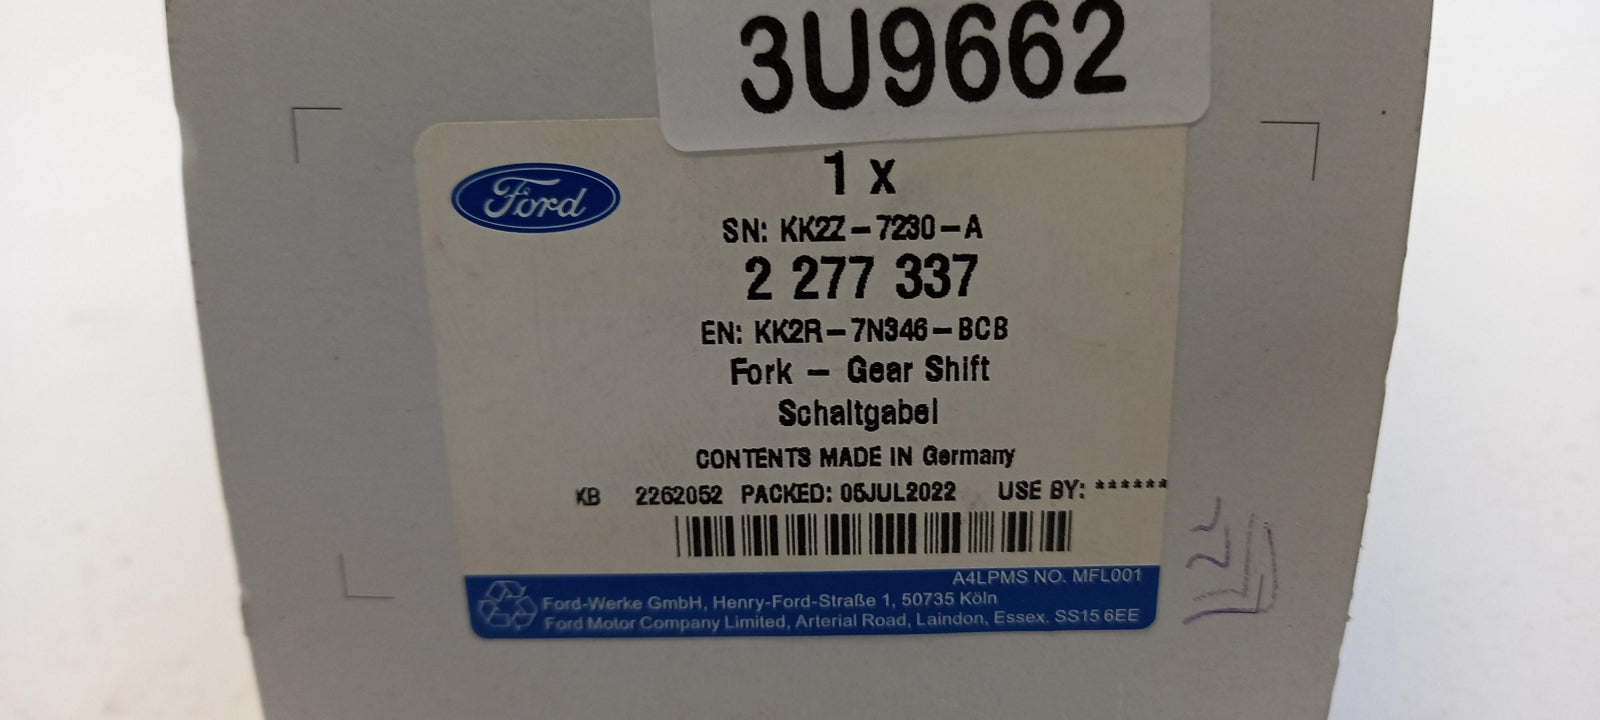 3U9662
Ford
1 x
SN: KK2Z-7230-A
2 277 337
EN: KK2R-7N346-BCB
Fork - Gear Shift
Schaltgabel
CONTENTS MADE IN Germany
KB 2262052 PACKED: 05JUL2022 USE BY: ******
A4LPMS NO. MFL001
Ford-Werke GmbH, Henry-Ford-Straße 1, 50735 Köln
Ford Motor Company Limited, Arterial Road, Laindon, Essex. SS15 6EE